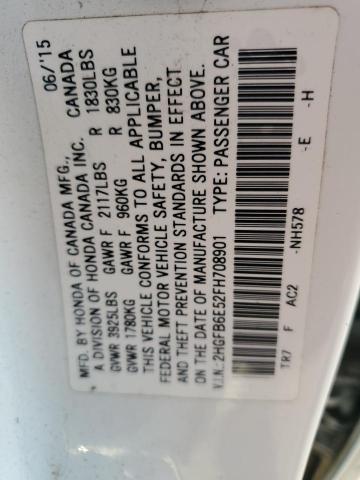 MFD. BY HONDA OF CANADA MFG., 06/'15
A DIVISION OF HONDA CANADA INC. CANADA
GVWR 3925LBS GAWR F 2117LBS R 1830LBS
GVWR 1780KG GAWR F 960KG R 830KG
THIS VEHICLE CONFORMS TO ALL APPLICABLE
FEDERAL MOTOR VEHICLE SAFETY, BUMPER,
AND THEFT PREVENTION STANDARDS IN EFFECT
ON THE DATE OF MANUFACTURE SHOWN ABOVE.
V.I.N.: 2HGFB6E52FH708901 TYPE: PASSENGER CAR
TR7 F AC2 -NH578 -E -H